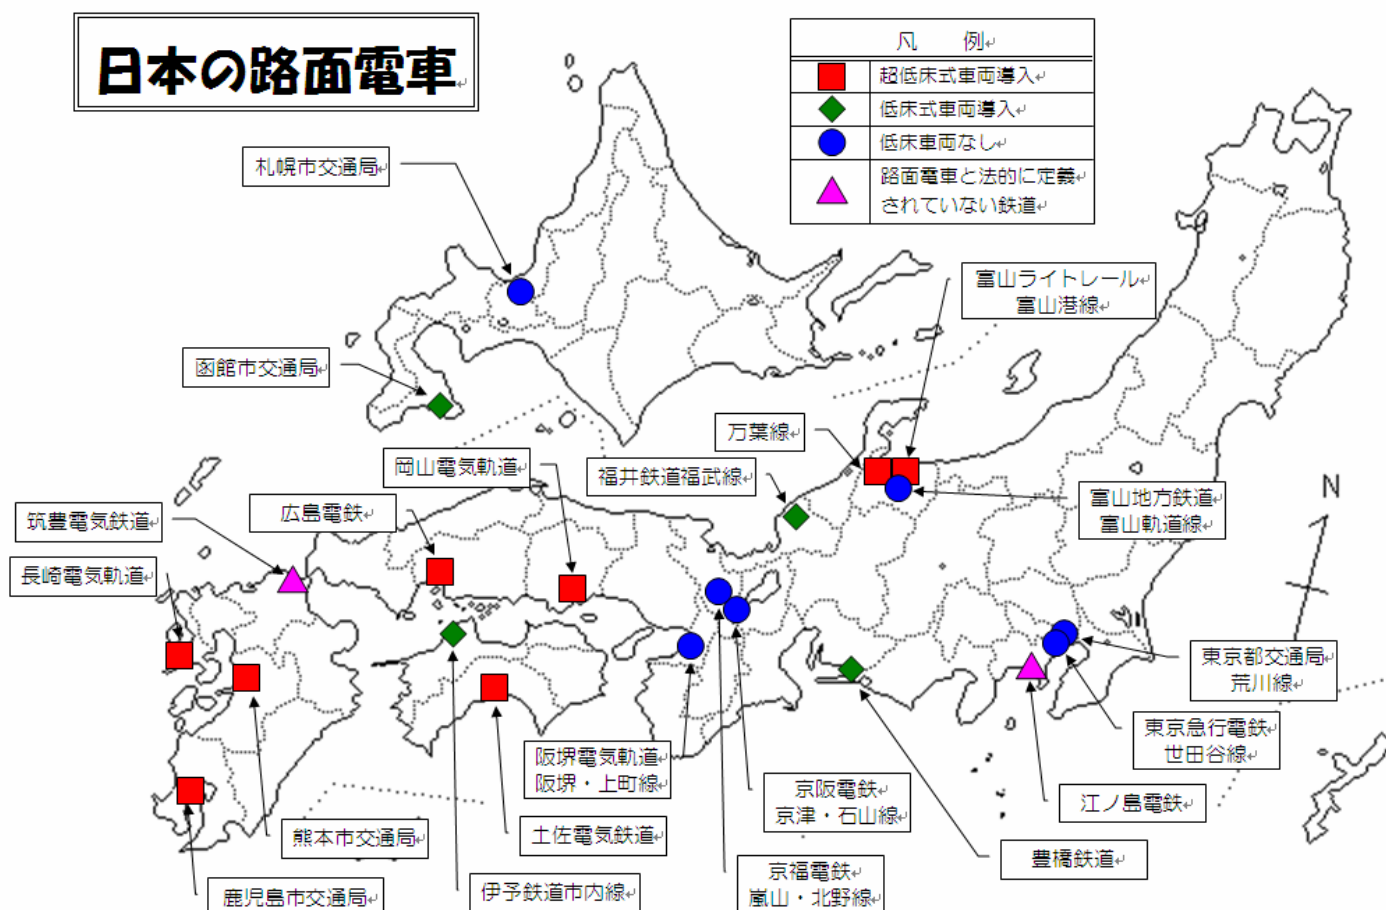 日本の路面電車
凡 例
超低床式車両導入
低床式車両導入
低床車両なし
路面電車と法的に定義
されていない鉄道
札幌市交通局
函館市交通局
富山ライトレール
富山港線
万葉線
福井鉄道福武線
岡山電気軌道
広島電鉄
筑豊電気鉄道
長崎電気軌道
富山地方鉄道
富山軌道線
N
東京都交通局
荒川線
東京急行電鉄
世田谷線
江ノ島電鉄
豊橋鉄道
京阪電鉄
京津・石山線
京福電鉄
嵐山・北野線
阪堺電気軌道
阪堺・上町線
土佐電気鉄道
伊予鉄道市内線
熊本市交通局
鹿児島市交通局